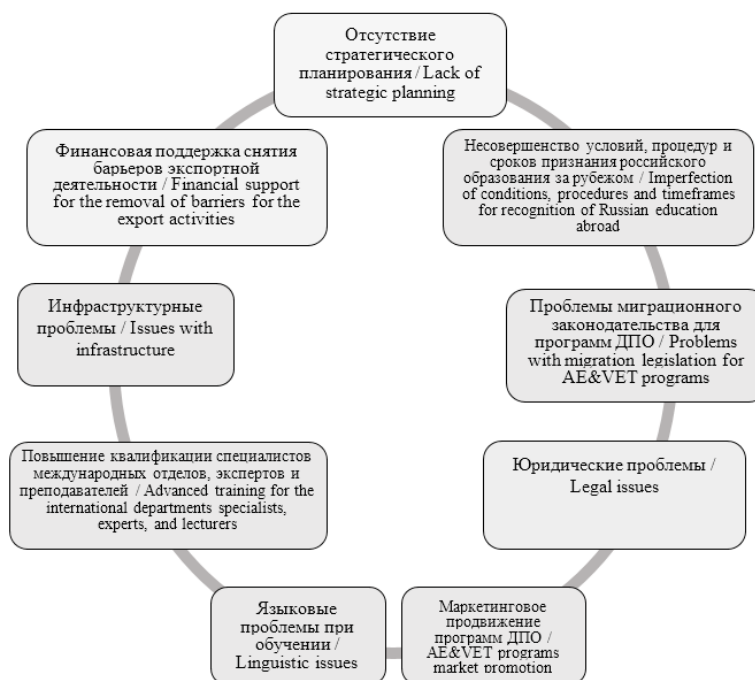 Отсутствие
стратегического
планирования / Lack of
strategic planning
Несовершенство условий, процедур и
сроков признания российского
образования за рубежом / Imperfection
of conditions, procedures and timeframes
for recognition of Russian education
abroad
Проблемы миграционного
законодательства для
программ ДПО / Problems
with migration legislation for
AE&VET programs
Юридические проблемы /
Legal issues
Маркетинговое
продвижение
программ ДПО /
AE&VET programs
market promotion
Языковые
проблемы при
обучении /
Linguistic issues
Повышение квалификации специалистов
международных отделов, экспертов и
преподавателей / Advanced training for the
international departments specialists,
experts, and lecturers
Инфраструктурные
проблемы / Issues with
infrastructure
Финансовая поддержка снятия
барьеров экспортной
деятельности / Financial support
for the removal of barriers for the
export activities